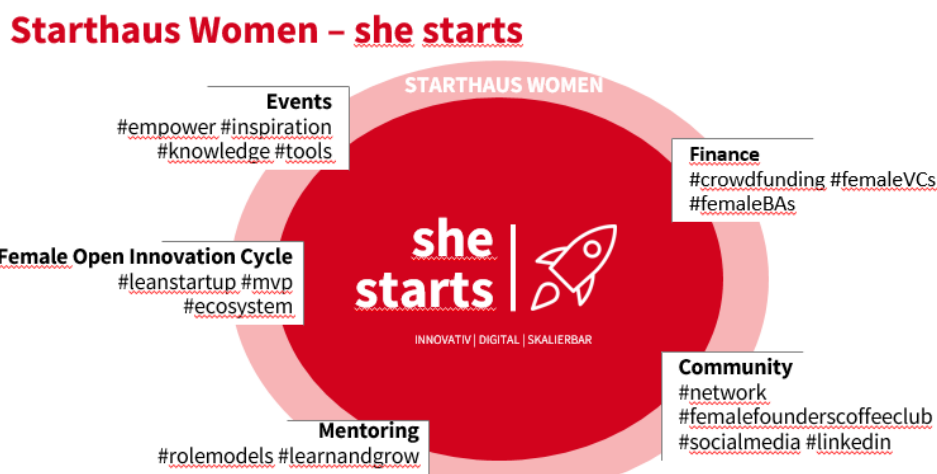 Starthaus Women – she starts
STARTHAUS WOMEN
Events
#empower #inspiration
#knowledge #tools
Finance
#crowdfunding #femaleVCs
#femaleBAs
Female Open Innovation Cycle
#leanstartup #mvp
#ecosystem
she
starts
INNOVATIV | DIGITAL | SKALIERBAR
Community
#network
#femalefounderscoffeeclub
#socialmedia #linkedin
Mentoring
#rolemodels #learnandgrow